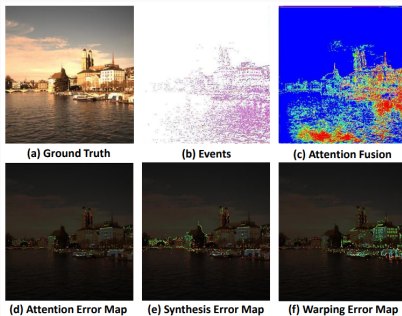 (a) Ground Truth
(b) Events
(c) Attention Fusion
(d) Attention Error Map
(e) Synthesis Error Map
(f) Warping Error Map